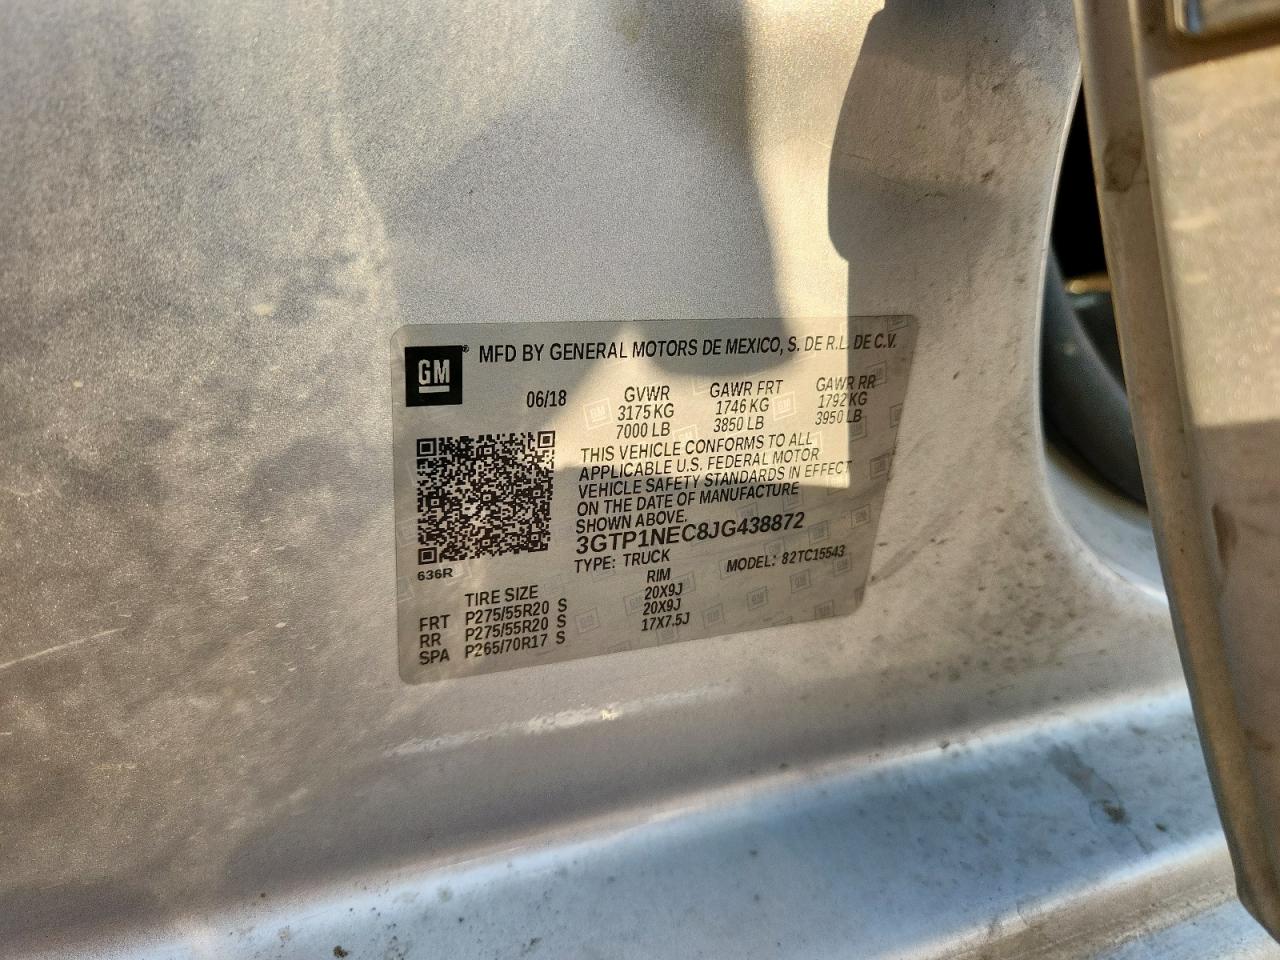 GM® MFD BY GENERAL MOTORS DE MEXICO, S. DE R.L. DE C.V.
06/18 GVWR GAWR FRT GAWR RR
3175 KG 1746 KG 1792 KG
7000 LB 3850 LB 3950 LB
THIS VEHICLE CONFORMS TO ALL
APPLICABLE U.S. FEDERAL MOTOR
VEHICLE SAFETY STANDARDS IN EFFECT
ON THE DATE OF MANUFACTURE
SHOWN ABOVE.
3GTP1NEC8JG438872
TYPE: TRUCK MODEL: 82TC15543
636R
TIRE SIZE RIM
FRT P275/55R20 S 20X9J
RR P275/55R20 S 20X9J
SPA P265/70R17 S 17X7.5J